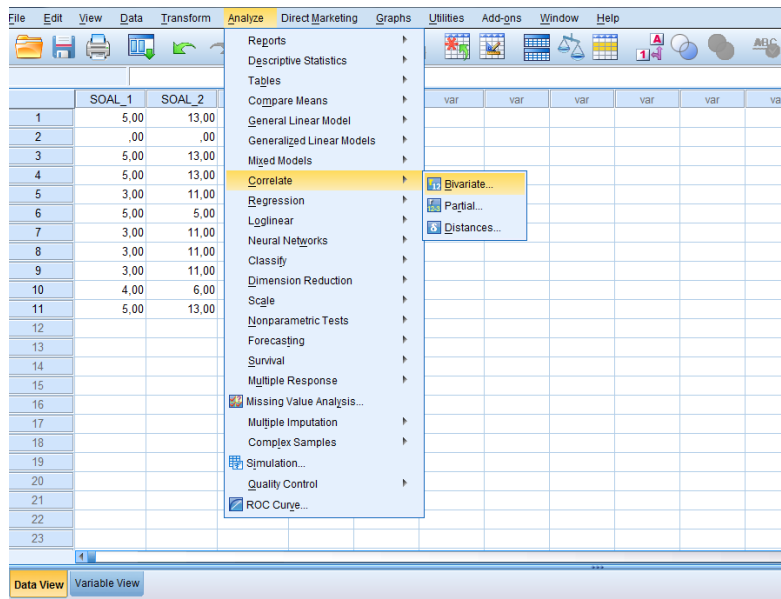 File Edit View Data Transform Analyze Direct Marketing Graphs Utilities Add-ons Window Help
A
1 4
ABC
SOAL_1 SOAL_2 var var var var var va
1 5,00 13,00
2 ,00 ,00
3 5,00 13,00
4 5,00 13,00
5 3,00 11,00
6 5,00 5,00
7 3,00 11,00
8 3,00 11,00
9 3,00 11,00
10 4,00 6,00
11 5,00 13,00
12
13
14
15
16
17
18
19
20
21
22
23
Reports
Descriptive Statistics
Tables
Compare Means
General Linear Model
Generalized Linear Models
Mixed Models
Correlate
Regression
Loglinear
Neural Networks
Classify
Dimension Reduction
Scale
Nonparametric Tests
Forecasting
Survival
Multiple Response
Missing Value Analysis...
Multiple Imputation
Complex Samples
Simulation...
Quality Control
ROC Curve...
Bivariate...
Partial...
Distances...
Data View Variable View